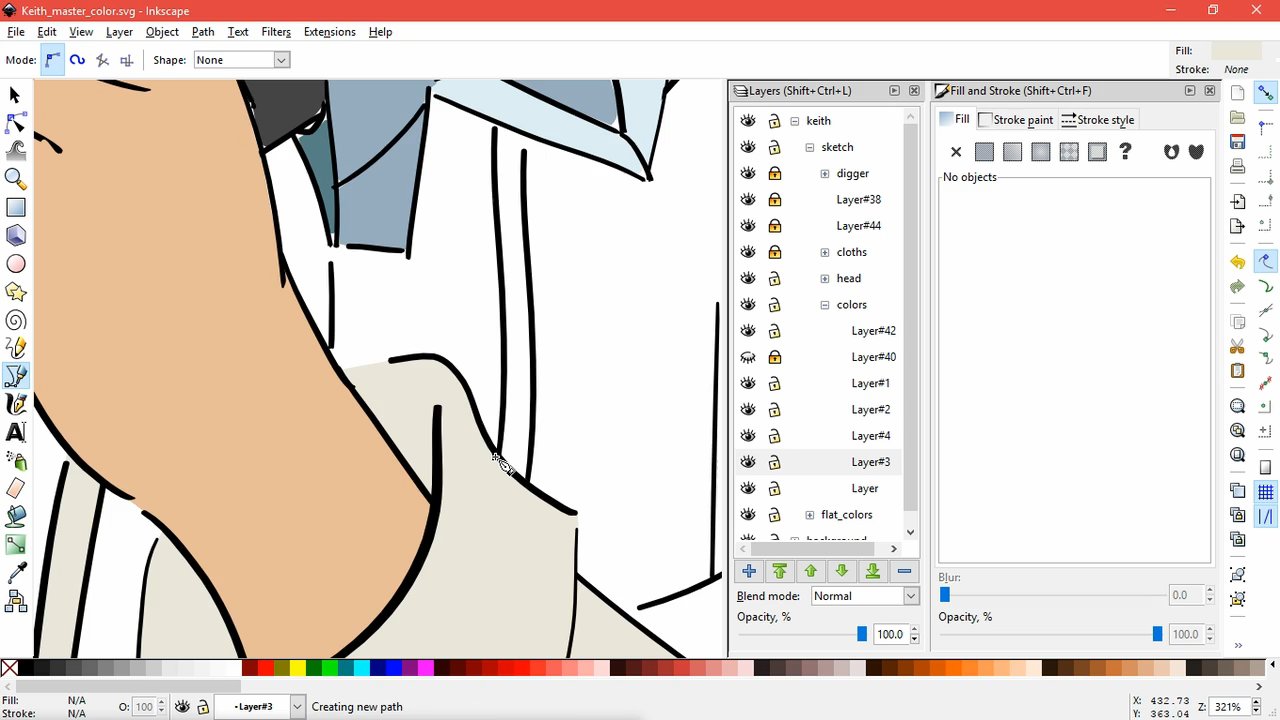 Keith_master_color.svg - Inkscape
File Edit View Layer Object Path Text Filters Extensions Help
Mode: Shape: None
Fill:
Stroke: None
Layers (Shift+Ctrl+L)
Fill and Stroke (Shift+Ctrl+F)
keith
sketch
digger
Layer#38
Layer#44
cloths
head
colors
Layer#42
Layer#40
Layer#1
Layer#2
Layer#4
Layer#3
Layer
flat_colors
Blend mode: Normal
Opacity, %
100.0
Fill Stroke paint Stroke style
?
No objects
Blur:
0.0
Opacity, %
100.0
Fill: N/A
Stroke: N/A
O: 100
Layer#3
Creating new path
X: 432.73
Y: 363.04
Z: 321%